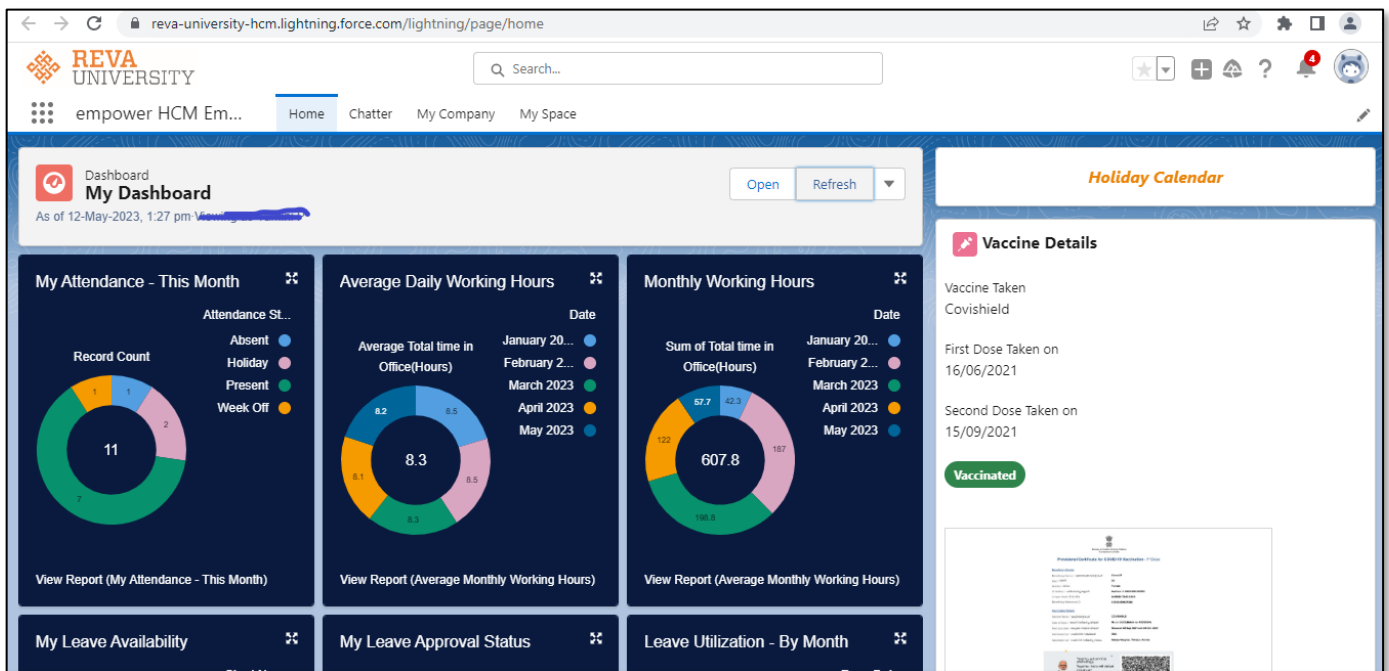 reva-university-hcm.lightning.force.com/lightning/page/home
REVA
UNIVERSITY
Search...
4
empower HCM Em...
Home
Chatter
My Company
My Space
Dashboard
My Dashboard
As of 12-May-2023, 1:27 pm
Open
Refresh
Holiday Calendar
Vaccine Details
Vaccine Taken
Covishield
First Dose Taken on
16/06/2021
Second Dose Taken on
15/09/2021
Vaccinated
My Attendance - This Month
Attendance St...
Absent
Holiday
Present
Week Off
Record Count
1
1
2
11
7
View Report (My Attendance - This Month)
Average Daily Working Hours
Date
January 20...
February 2...
March 2023
April 2023
May 2023
Average Total time in
Office(Hours)
8.2
8.5
8.3
8.1
8.5
8.3
View Report (Average Monthly Working Hours)
Monthly Working Hours
Date
January 20...
February 2...
March 2023
April 2023
May 2023
Sum of Total time in
Office(Hours)
57.7
42.3
122
187
607.8
198.8
View Report (Average Monthly Working Hours)
My Leave Availability
My Leave Approval Status
Leave Utilization - By Month